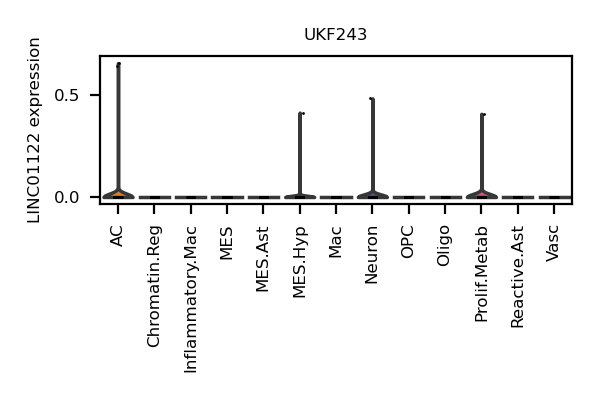 UKF243
LINC01122 expression
0.5
0.0
AC
Chromatin.Reg
Inflammatory.Mac
MES
MES.Ast
MES.Hyp
Mac
Neuron
OPC
Oligo
Prolif.Metab
Reactive.Ast
Vasc